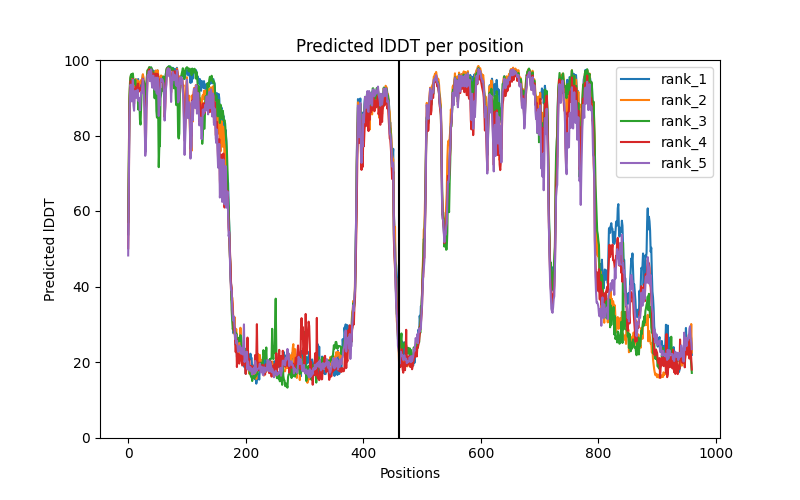 Predicted lDDT per position
Predicted lDDT
100
80
60
40
20
0
rank_1
rank_2
rank_3
rank_4
rank_5
0
200
400
600
800
1000
Positions